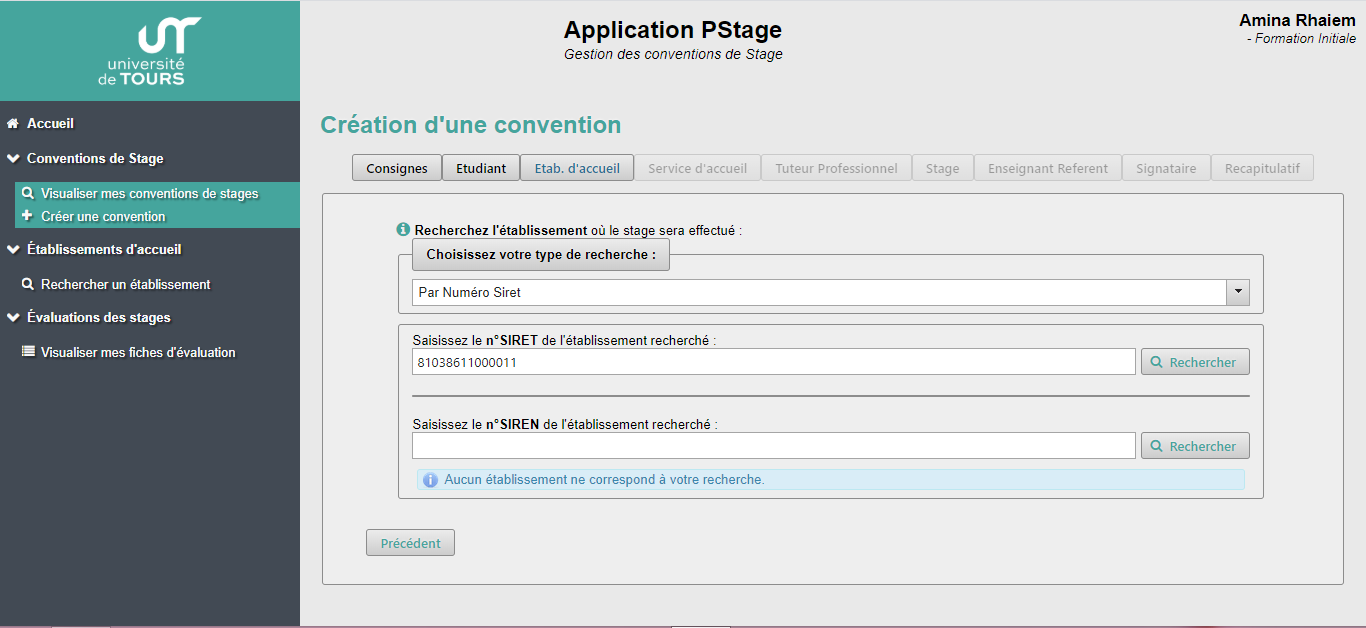 université
de TOURS
Application PStage
Gestion des conventions de Stage
Amina Rhaiem
- Formation Initiale
Accueil
Conventions de Stage
Visualiser mes conventions de stages
Créer une convention
Établissements d'accueil
Rechercher un établissement
Évaluations des stages
Visualiser mes fiches d'évaluation
Création d'une convention
Consignes Etudiant Etab. d'accueil Service d'accueil Tuteur Professionnel Stage Enseignant Referent Signataire Recapitulatif
Recherchez l'établissement où le stage sera effectué :
Choisissez votre type de recherche :
Par Numéro Siret
Saisissez le n°SIRET de l'établissement recherché :
81038611000011 Rechercher
Saisissez le n°SIREN de l'établissement recherché :
Rechercher
Aucun établissement ne correspond à votre recherche.
Précédent